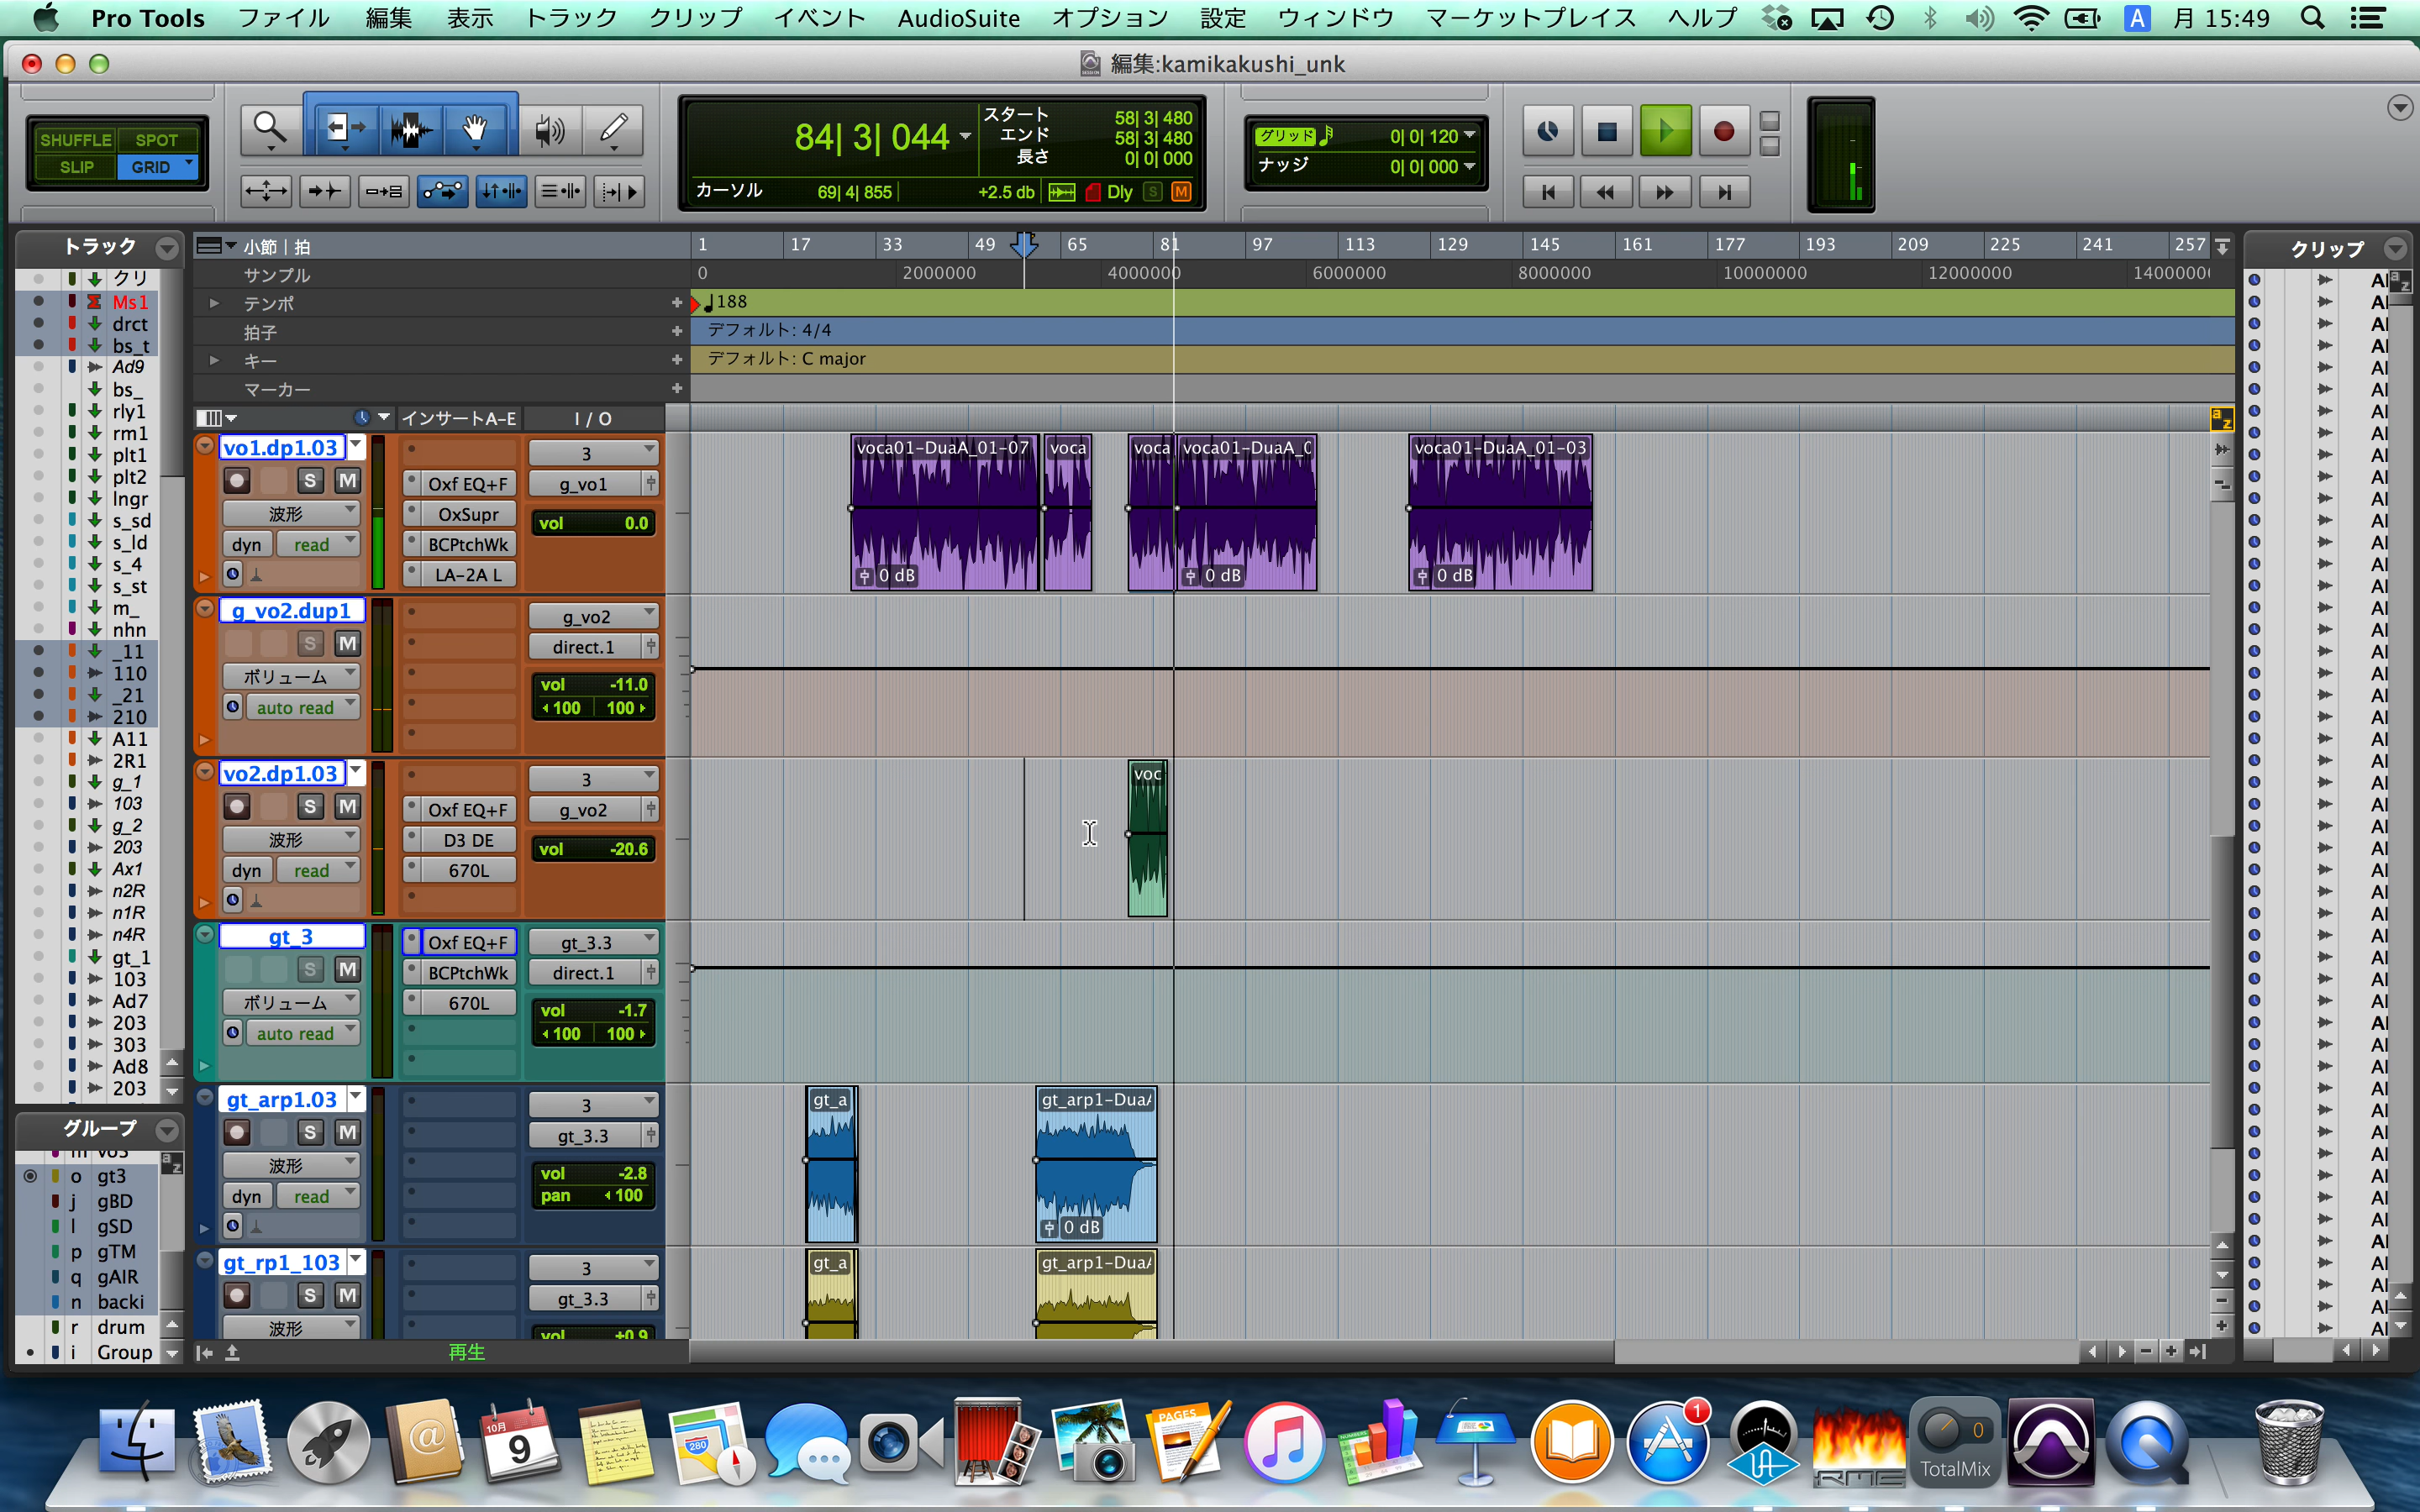 Pro Tools ファイル 編集 表示 トラック クリップ イベント AudioSuite オプション 設定 ウィンドウ マーケットプレイス ヘルプ A 月 15:49
編集:kamikakushi_unk
SHUFFLE SPOT
SLIP GRID
84| 3| 044
スタート 58| 3| 480
エンド 58| 3| 480
長さ 0| 0| 000
カーソル 69| 4| 855 +2.5 db Dly S M
グリッド 0| 0| 120
ナッジ 0| 0| 000
トラック
クリ
Ms1
drct
bs_t
Ad9
bs_
rly1
rm1
plt1
plt2
lngr
s_sd
s_ld
s_4
s_st
m_
nhn
_11
110
_21
210
A11
2R1
g_1
103
g_2
203
Ax1
n2R
n1R
n4R
gt_1
103
Ad7
203
303
Ad8
203
グループ
o gt3
j gBD
l gSD
p gTM
q gAIR
n backi
r drum
i Group
小節 | 拍 1 17 33 49 65 81 97 113 129 145 161 177 193 209 225 241 257
サンプル 0 2000000 4000000 6000000 8000000 10000000 12000000
テンポ 188
拍子 デフォルト: 4/4
キー デフォルト: C major
マーカー
インサートA-E I / O
vo1.dp1.03
S M
波形
dyn read
Oxf EQ+F
OxSupr
BCPtchWk
LA-2A L
3
g_vo1
vol 0.0
voca01-DuaA_01-07 voca voca voca01-DuaA_0 voca01-DuaA_01-03
0 dB 0 dB 0 dB
g_vo2.dup1
S M
ボリューム
auto read
g_vo2
direct.1
vol -11.0
100 100
vo2.dp1.03
S M
波形
dyn read
Oxf EQ+F
D3 DE
670L
3
g_vo2
vol -20.6
voc
gt_3
S M
ボリューム
auto read
Oxf EQ+F
BCPtchWk
670L
gt_3.3
direct.1
vol -1.7
100 100
gt_arp1.03
S M
波形
dyn read
3
gt_3.3
vol -2.8
pan 100
gt_a gt_arp1-DuaA
0 dB
gt_rp1_103
S M
波形
3
gt_3.3
vol +0.9
gt_a gt_arp1-DuaA
再生
クリップ
10月
9
280
PAGES
NUMBERS
1
RME
0
TotalMix